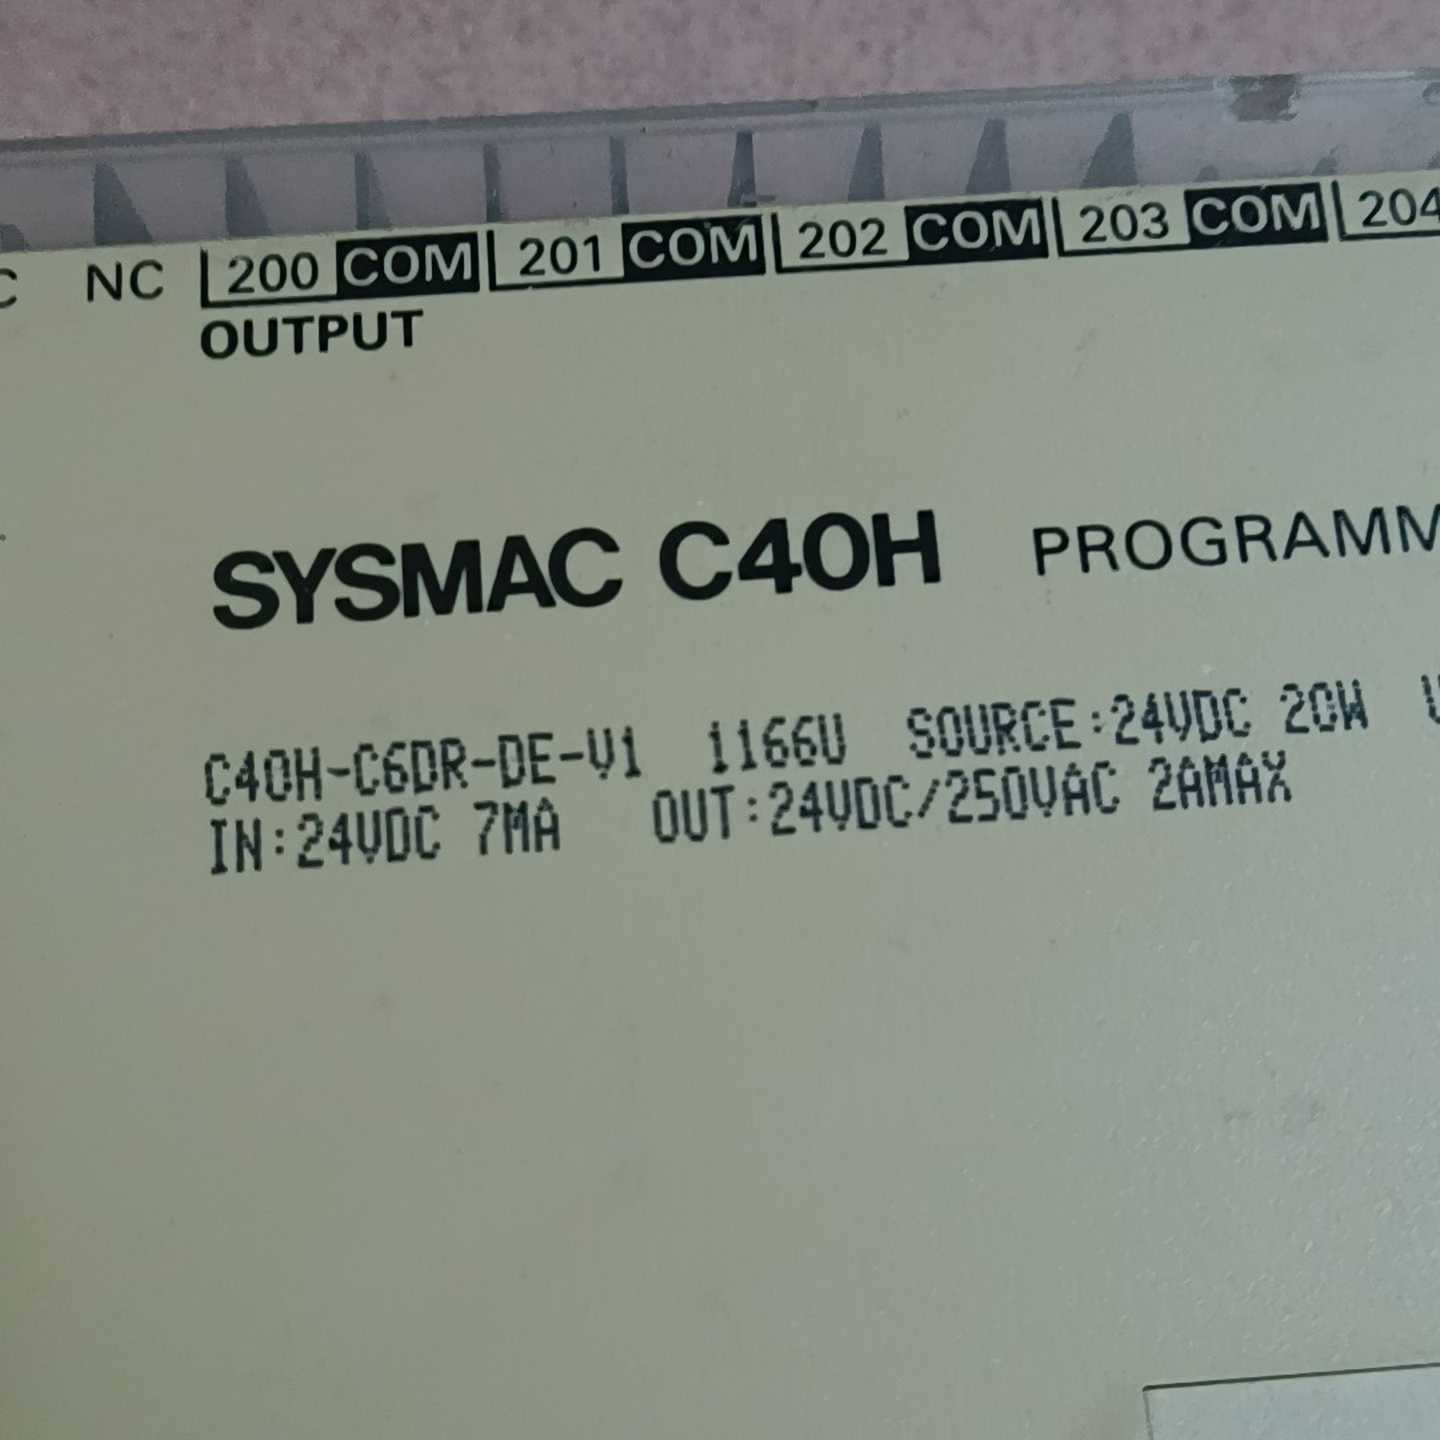 NC 200 COM 201 COM 202 COM 203 COM 204
OUTPUT
SYSMAC C40H PROGRAMM
C40H-C6DR-DE-V1 1166U SOURCE:24VDC 20W
IN:24VDC 7MA OUT:24VDC/250VAC 2AMAX